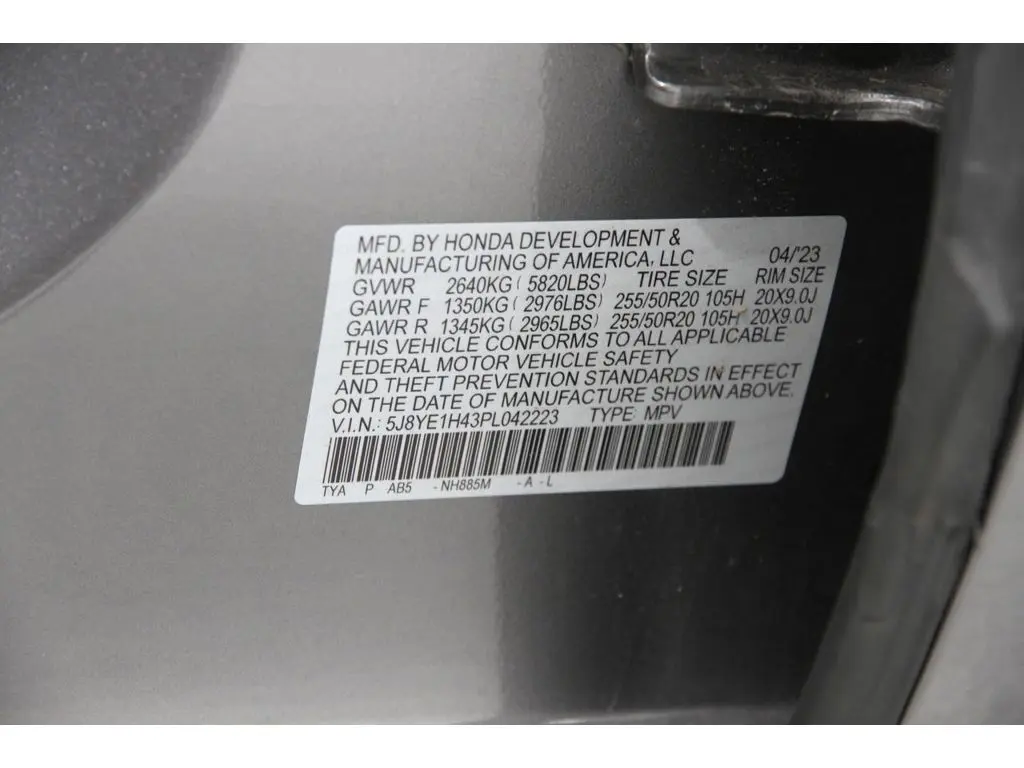 MFD. BY HONDA DEVELOPMENT &
MANUFACTURING OF AMERICA, LLC 04/'23
GVWR 2640KG ( 5820LBS) TIRE SIZE RIM SIZE
GAWR F 1350KG ( 2976LBS) 255/50R20 105H 20X9.0J
GAWR R 1345KG ( 2965LBS) 255/50R20 105H 20X9.0J
THIS VEHICLE CONFORMS TO ALL APPLICABLE
FEDERAL MOTOR VEHICLE SAFETY
AND THEFT PREVENTION STANDARDS IN EFFECT
ON THE DATE OF MANUFACTURE SHOWN ABOVE.
V.I.N.: 5J8YE1H43PL042223 TYPE: MPV
TYA P AB5 -NH885M -A -L